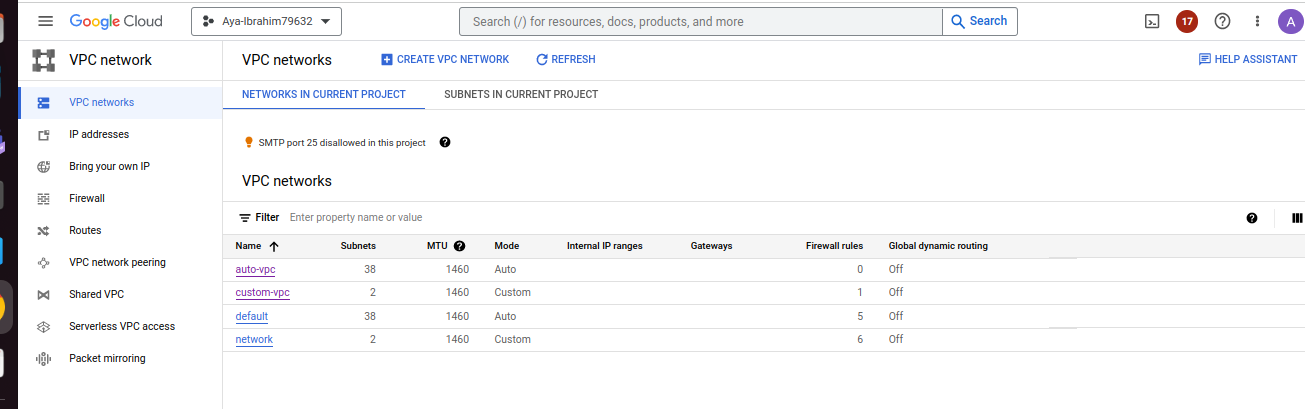 Google Cloud
Aya-Ibrahim79632
Search (/) for resources, docs, products, and more
Search
17
A
VPC network
VPC networks
CREATE VPC NETWORK
REFRESH
HELP ASSISTANT
VPC networks
IP addresses
Bring your own IP
Firewall
Routes
VPC network peering
Shared VPC
Serverless VPC access
Packet mirroring
NETWORKS IN CURRENT PROJECT SUBNETS IN CURRENT PROJECT
SMTP port 25 disallowed in this project
VPC networks
Filter Enter property name or value
Name Subnets MTU Mode Internal IP ranges Gateways Firewall rules Global dynamic routing
auto-vpc 38 1460 Auto 0 Off
custom-vpc 2 1460 Custom 1 Off
default 38 1460 Auto 5 Off
network 2 1460 Custom 6 Off